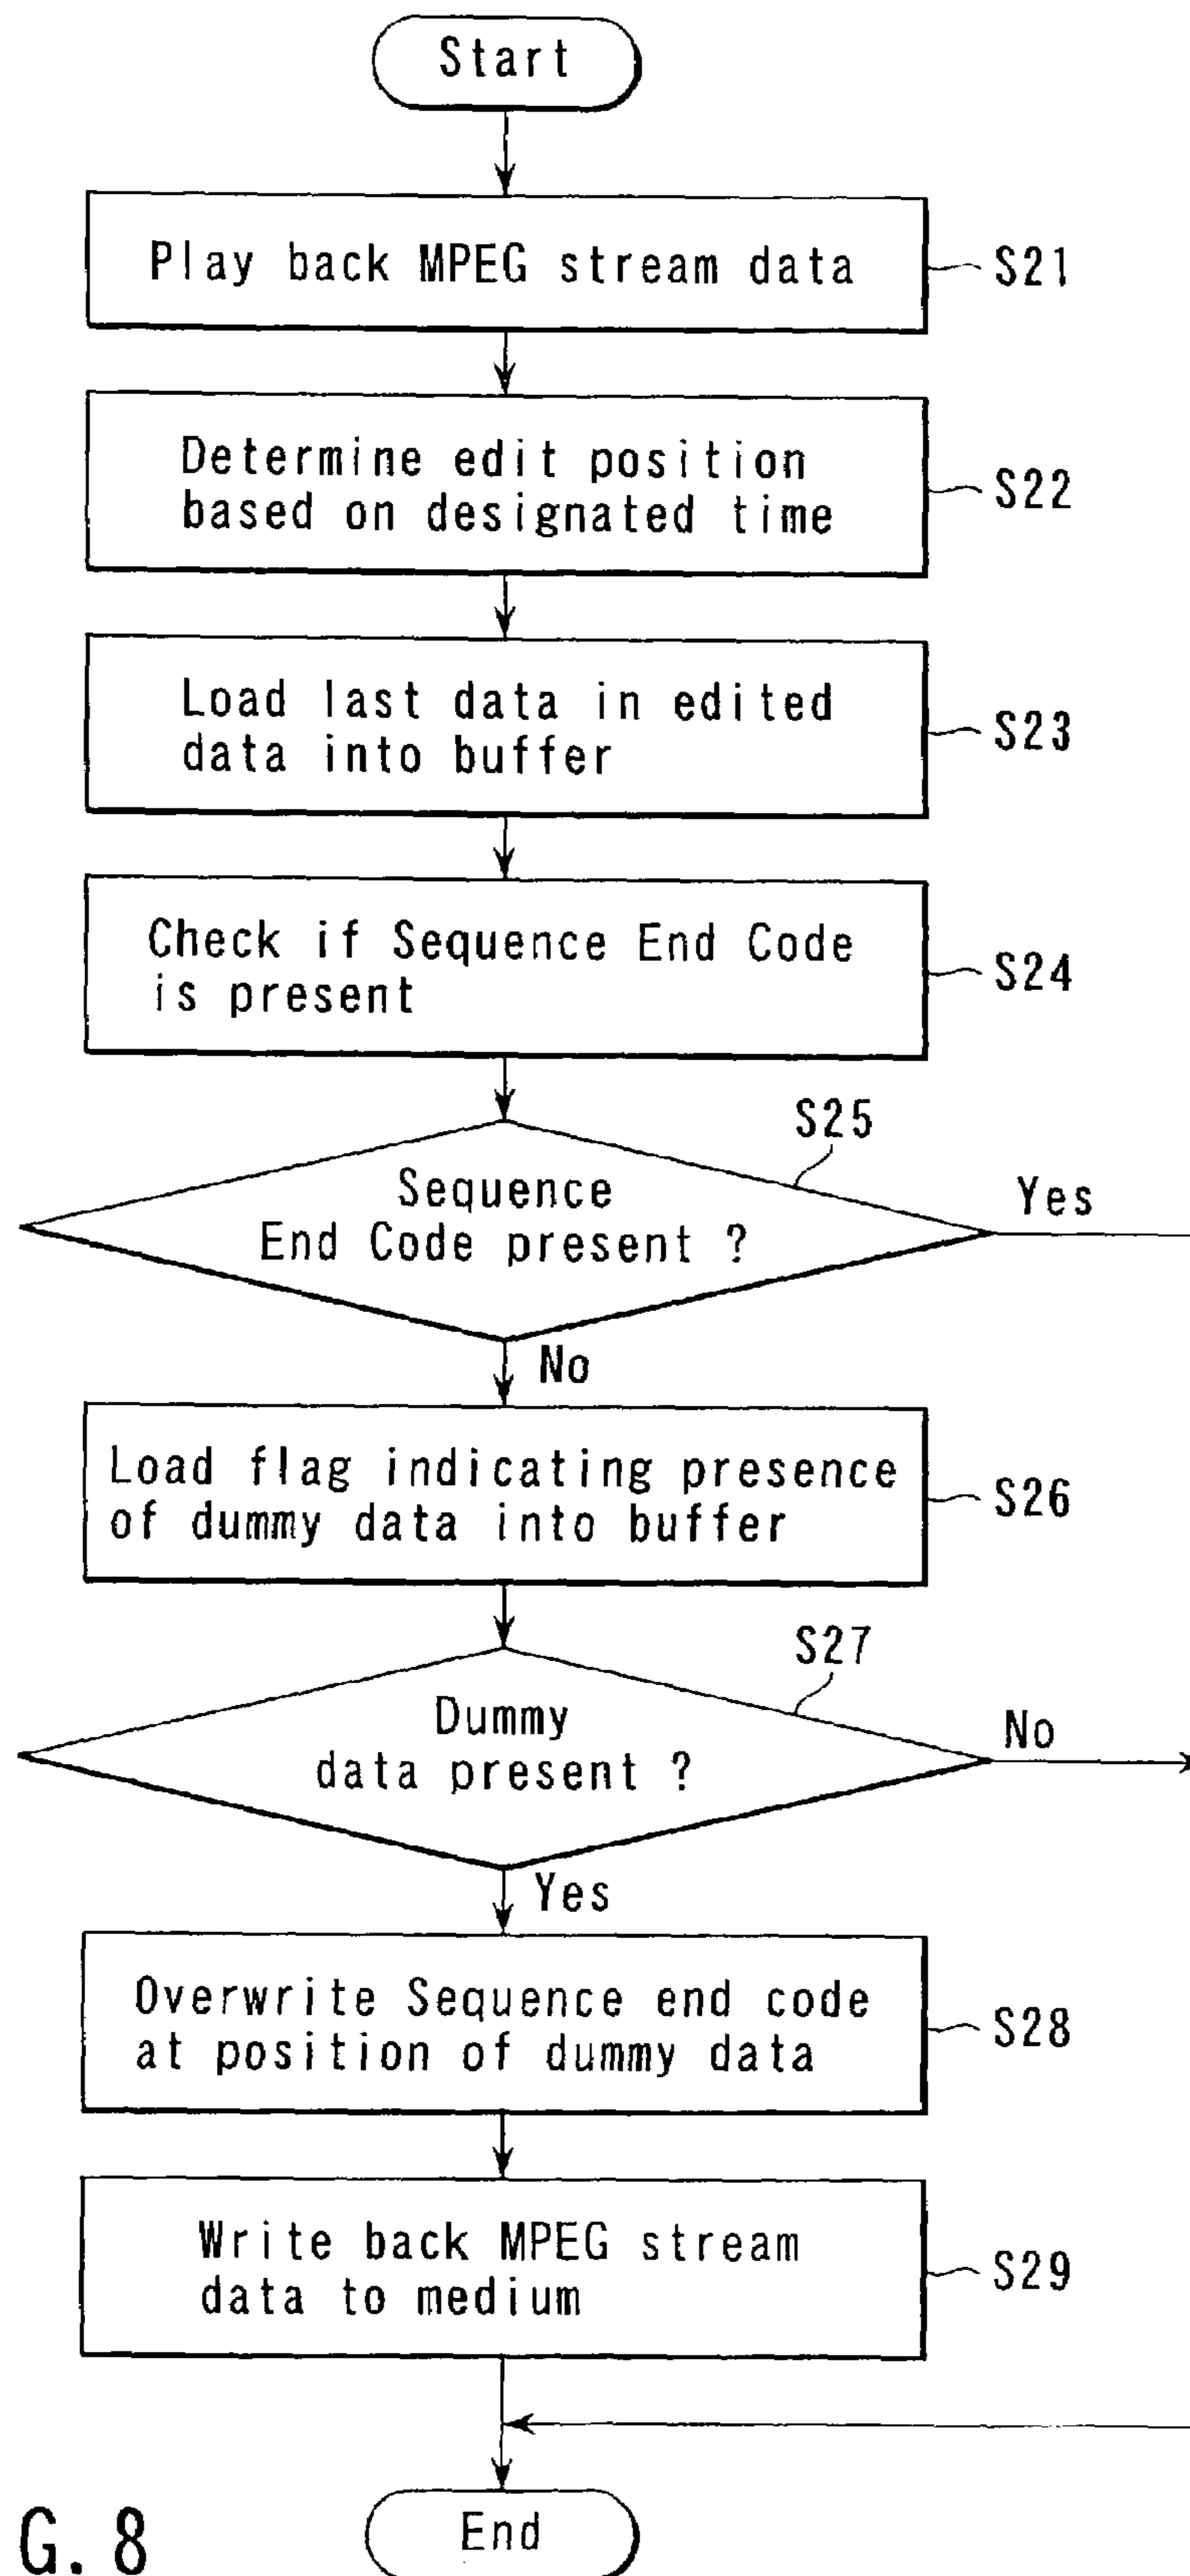 Start
Play back MPEG stream data
S21
Determine edit position
based on designated time
S22
Load last data in edited
data into buffer
S23
Check if Sequence End Code
is present
S24
S25
Sequence
End Code present ?
Yes
No
Load flag indicating presence
of dummy data into buffer
S26
S27
Dummy
data present ?
No
Yes
Overwrite Sequence end code
at position of dummy data
S28
Write back MPEG stream
data to medium
S29
End
G. 8